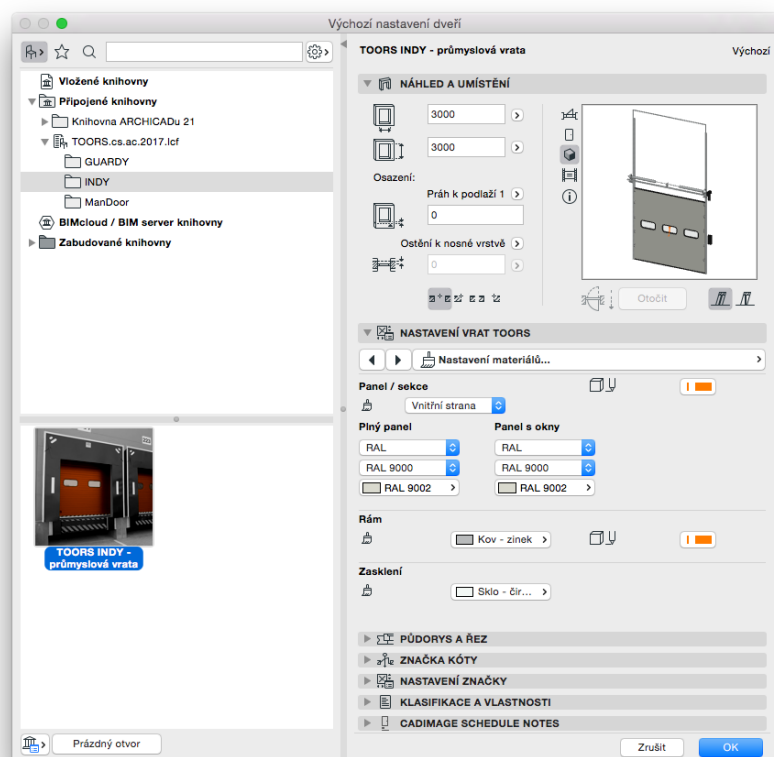 Výchozí nastavení dveří
Vložené knihovny
Připojené knihovny
Knihovna ARCHICADu 21
TOORS.cs.ac.2017.lcf
GUARDY
INDY
ManDoor
BIMcloud / BIM server knihovny
Zabudované knihovny
TOORS INDY -
průmyslová vrata
Prázdný otvor
TOORS INDY - průmyslová vrata
Výchozí
NÁHLED A UMÍSTĚNÍ
3000
3000
Osazení:
Práh k podlaží 1
0
Ostění k nosné vrstvě
0
Otočit
NASTAVENÍ VRAT TOORS
Nastavení materiálů...
Panel / sekce
Vnitřní strana
Plný panel
Panel s okny
RAL
RAL
RAL 9000
RAL 9000
RAL 9002
RAL 9002
Rám
Kov - zinek
Zasklení
Sklo - čir...
PŮDORYS A ŘEZ
ZNAČKA KÓTY
NASTAVENÍ ZNAČKY
KLASIFIKACE A VLASTNOSTI
CADIMAGE SCHEDULE NOTES
Zrušit
OK